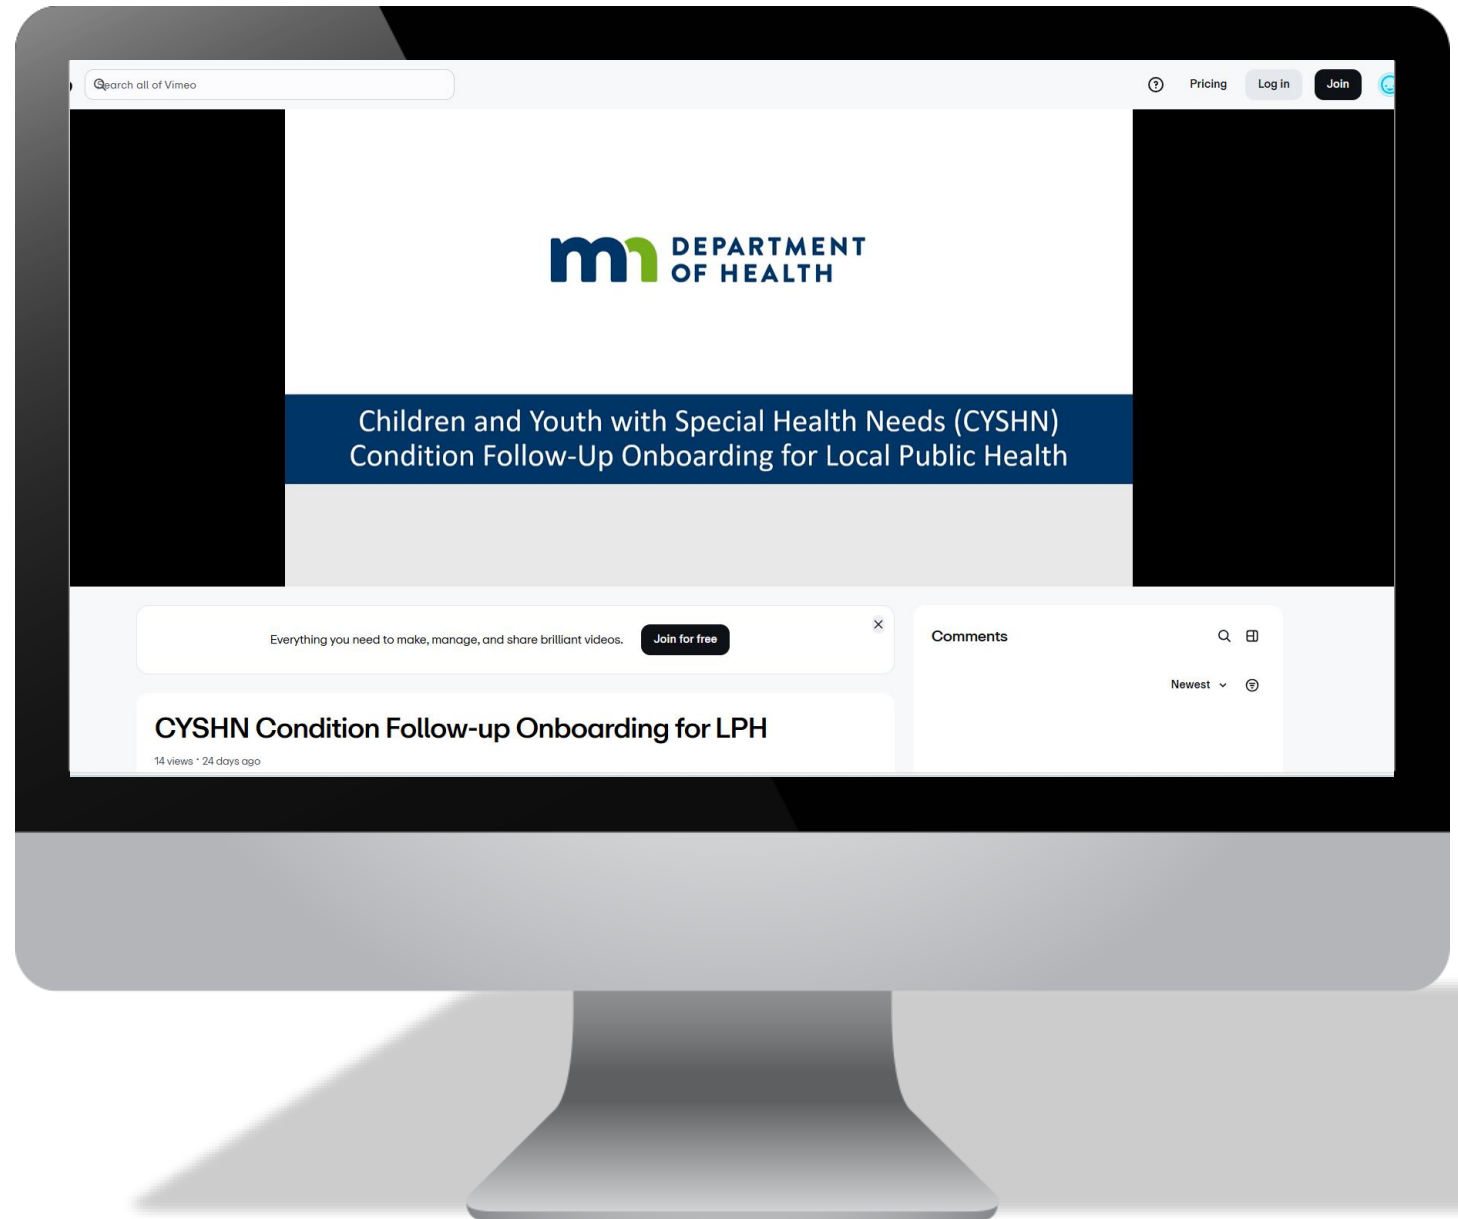 Search all of Vimeo
Pricing
Log in
Join
mn DEPARTMENT
OF HEALTH
Children and Youth with Special Health Needs (CYSHN)
Condition Follow-Up Onboarding for Local Public Health
Everything you need to make, manage, and share brilliant videos.
Join for free
Comments
Newest
CYSHN Condition Follow-up Onboarding for LPH
14 views · 24 days ago